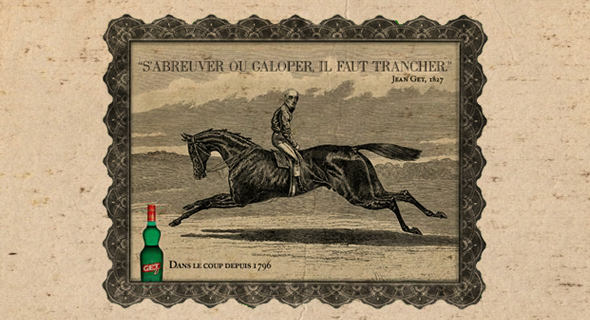 “S'ABREUVER OU GALOPER, IL FAUT TRANCHER.”
JEAN GET, 1827
GET
DANS LE COUP DEPUIS 1796